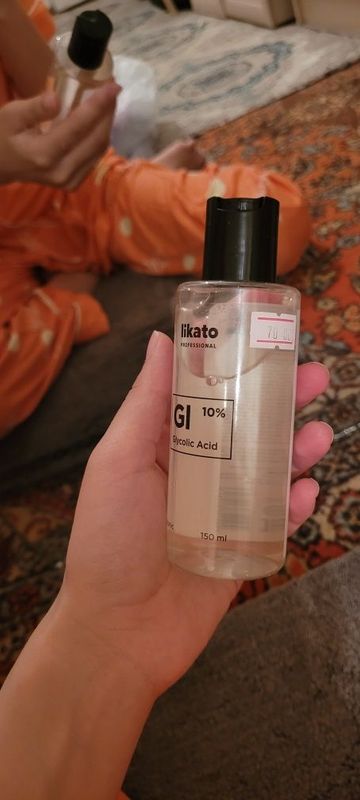 likato
PROFESSIONAL
Gl 10%
Glycolic Acid
150 ml